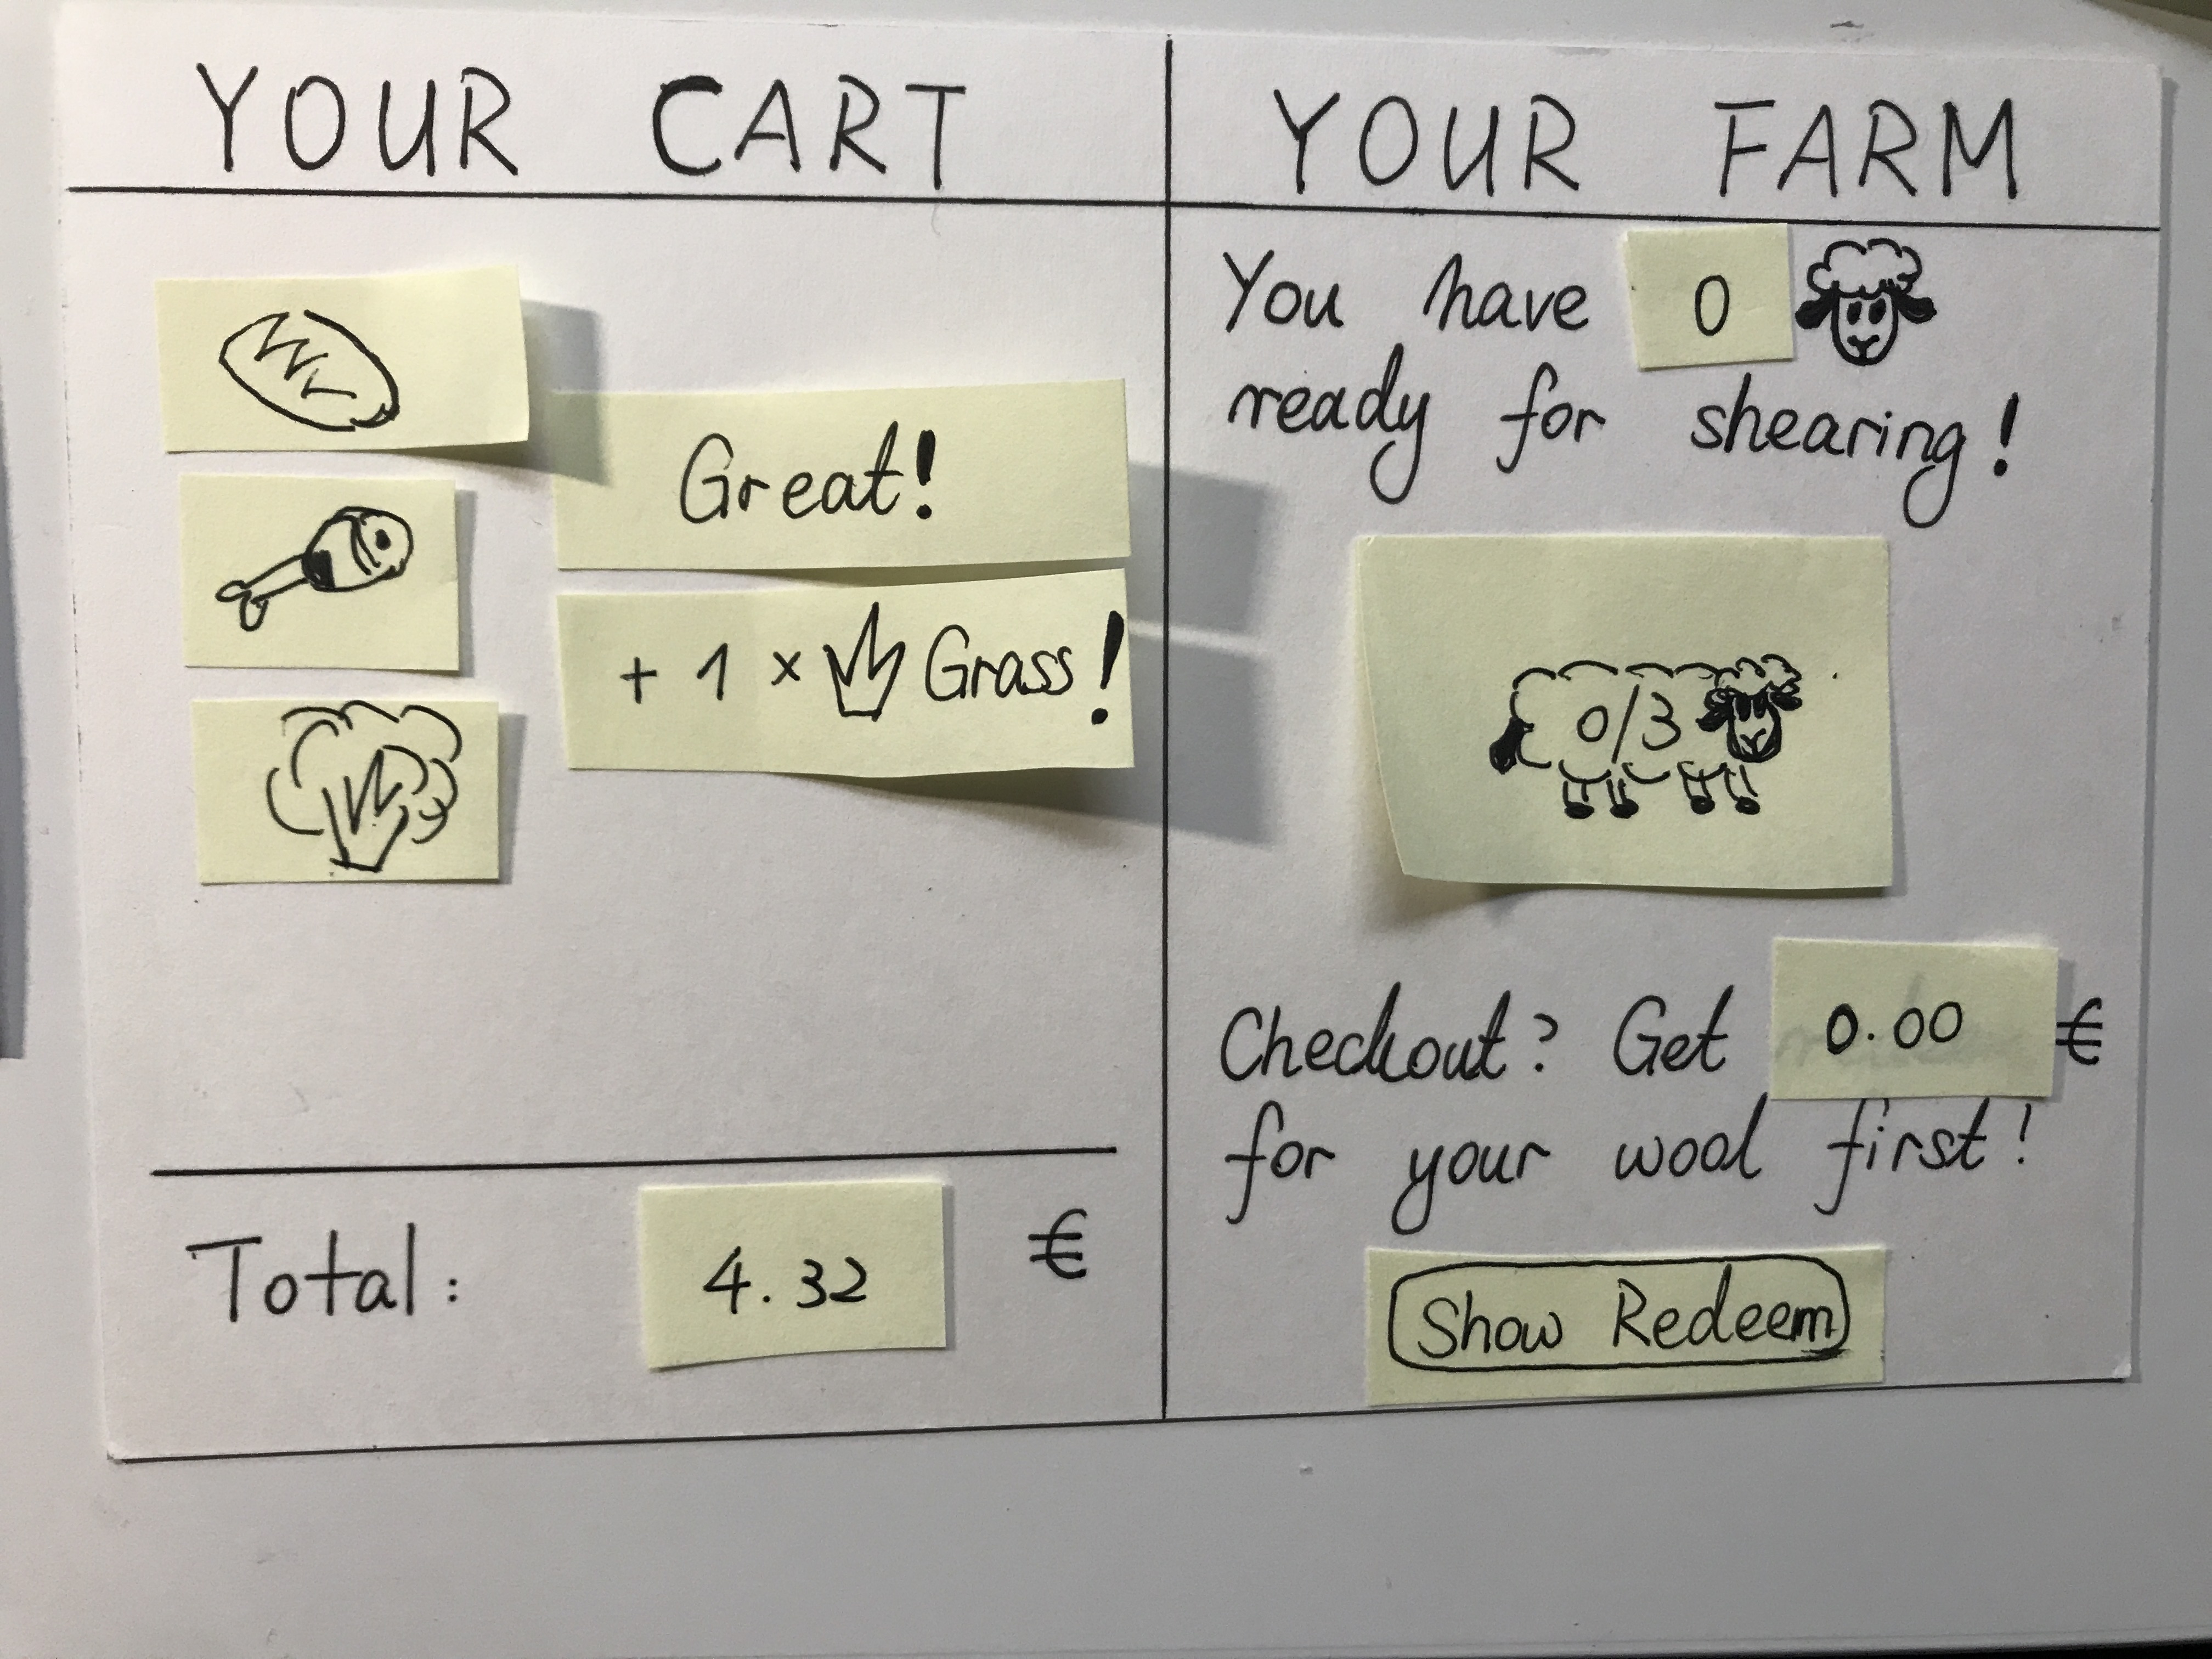 YOUR CART
Great!
+ 1 x Grass!
Total: 4.32 €
YOUR FARM
You have 0
ready for shearing!
0/3
Checkout? Get 0.00 €
for your wool first!
Show Redeem